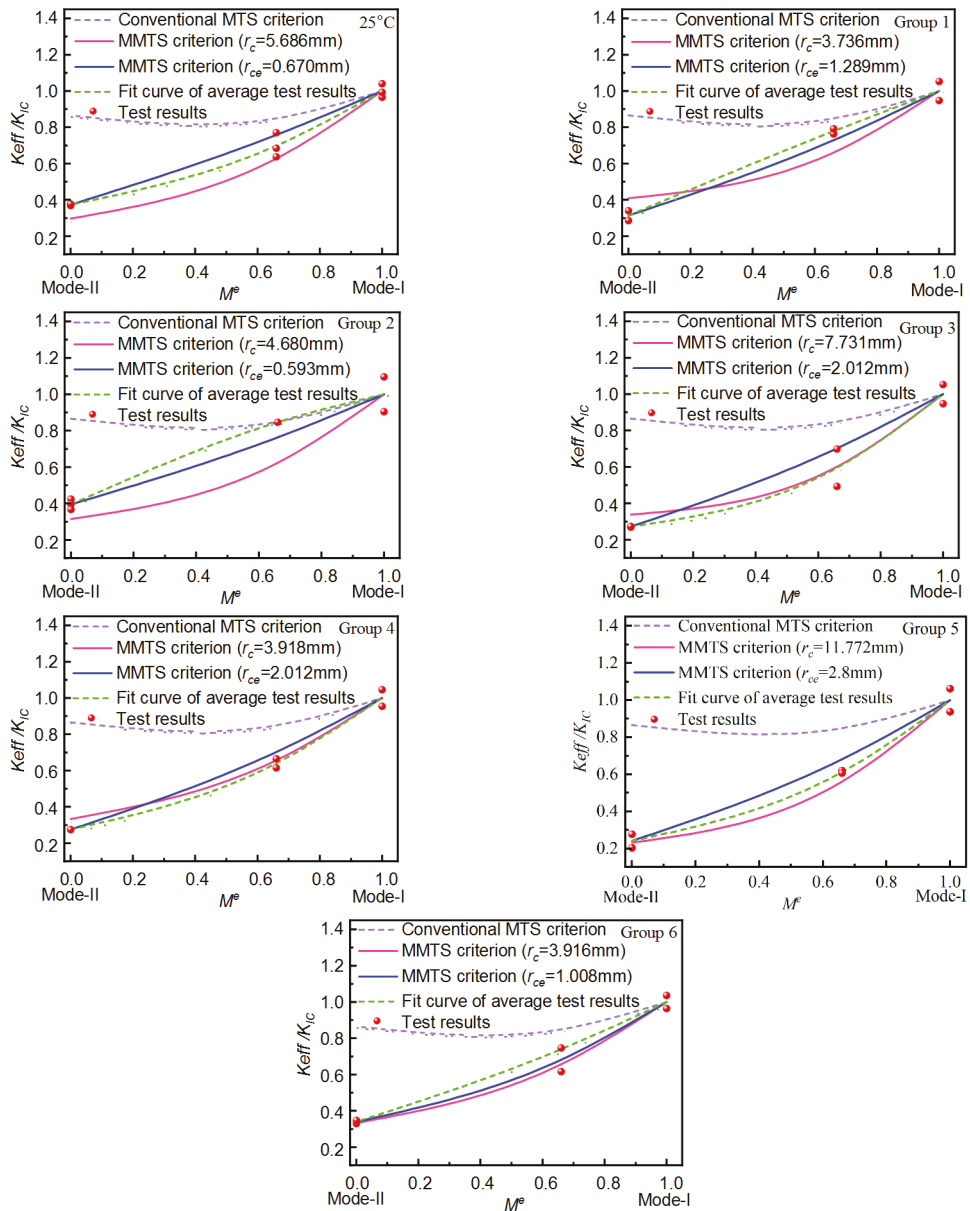 1.4
Conventional MTS criterion
25°C
1.2
MMTS criterion (rc=5.686mm)
MMTS criterion (rce=0.670mm)
1.0
Fit curve of average test results
Test results
0.8
0.6
0.4
0.2
Keff /KIC
0.0 0.2 0.4 0.6 0.8 1.0
Mode-II Me Mode-I
1.4
Conventional MTS criterion
Group 1
1.2
MMTS criterion (rc=3.736mm)
MMTS criterion (rce=1.289mm)
1.0
Fit curve of average test results
Test results
0.8
0.6
0.4
0.2
Keff /KIC
0.0 0.2 0.4 0.6 0.8 1.0
Mode-II Me Mode-I
1.4
Conventional MTS criterion
Group 2
1.2
MMTS criterion (rc=4.680mm)
MMTS criterion (rce=0.593mm)
1.0
Fit curve of average test results
Test results
0.8
0.6
0.4
0.2
Keff /KIC
0.0 0.2 0.4 0.6 0.8 1.0
Mode-II Me Mode-I
1.4
Conventional MTS criterion
Group 3
1.2
MMTS criterion (rc=7.731mm)
MMTS criterion (rce=2.012mm)
1.0
Fit curve of average test results
Test results
0.8
0.6
0.4
0.2
Keff /KIC
0.0 0.2 0.4 0.6 0.8 1.0
Mode-II Me Mode-I
1.4
Conventional MTS criterion
Group 4
1.2
MMTS criterion (rc=3.918mm)
MMTS criterion (rce=2.012mm)
1.0
Fit curve of average test results
Test results
0.8
0.6
0.4
0.2
Keff /KIC
0.0 0.2 0.4 0.6 0.8 1.0
Mode-II Me Mode-I
1.4
Conventional MTS criterion
Group 5
1.2
MMTS criterion (rc=11.772mm)
MMTS criterion (rce=2.8mm)
1.0
Fit curve of average test results
Test results
0.8
0.6
0.4
0.2
Keff /KIC
0.0 0.2 0.4 0.6 0.8 1.0
Mode-II Me Mode-I
1.4
Conventional MTS criterion
Group 6
1.2
MMTS criterion (rc=3.916mm)
MMTS criterion (rce=1.008mm)
1.0
Fit curve of average test results
Test results
0.8
0.6
0.4
0.2
Keff /KIC
0.0 0.2 0.4 0.6 0.8 1.0
Mode-II Me Mode-I